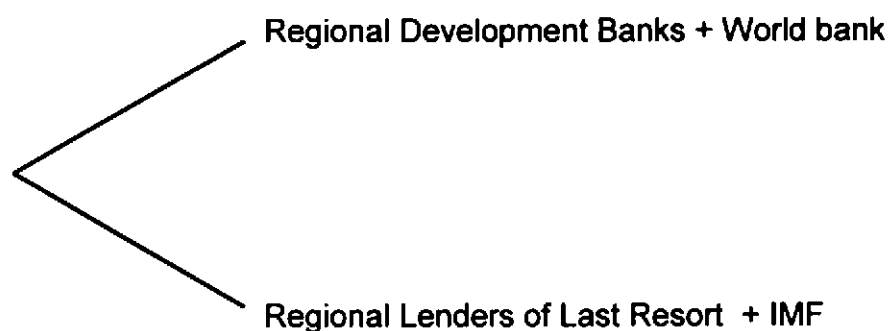 Regional Development Banks + World bank
Regional Lenders of Last Resort + IMF